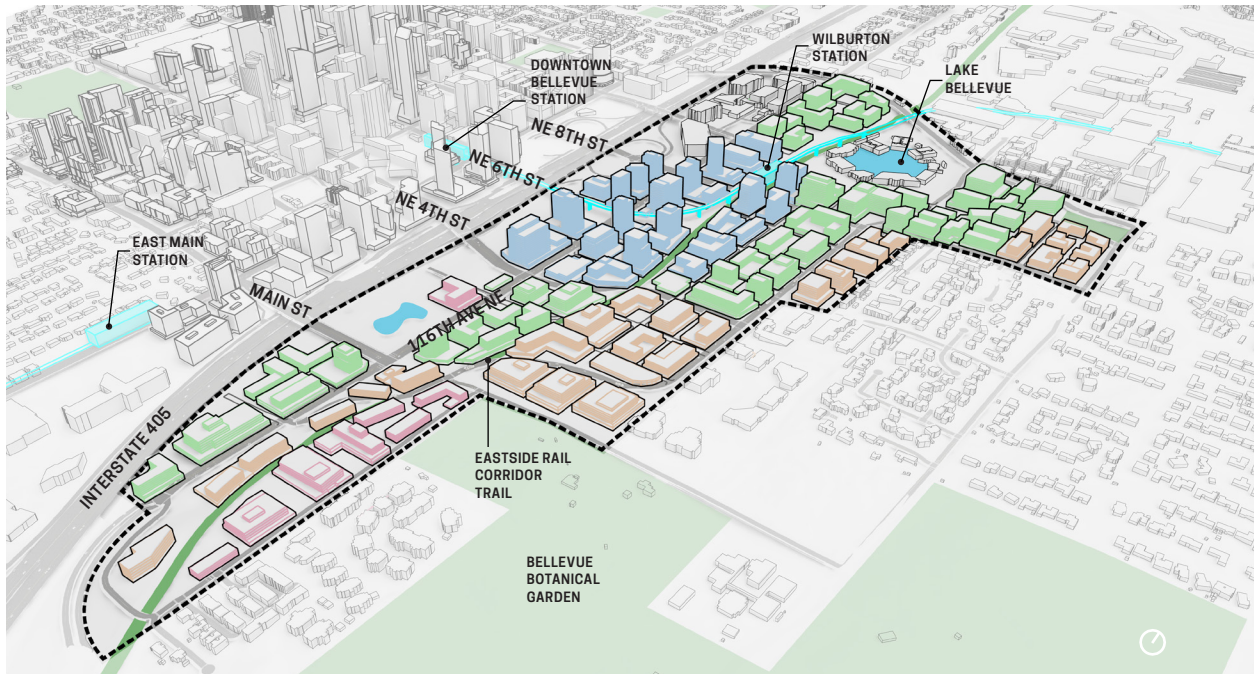 WILBURTON
STATION
LAKE
BELLEVUE
DOWNTOWN
BELLEVUE
STATION
NE 8TH ST
NE 6TH ST
NE 4TH ST
EAST MAIN
STATION
MAIN ST
116TH AVE NE
INTERSTATE 405
EASTSIDE RAIL
CORRIDOR
TRAIL
BELLEVUE
BOTANICAL
GARDEN